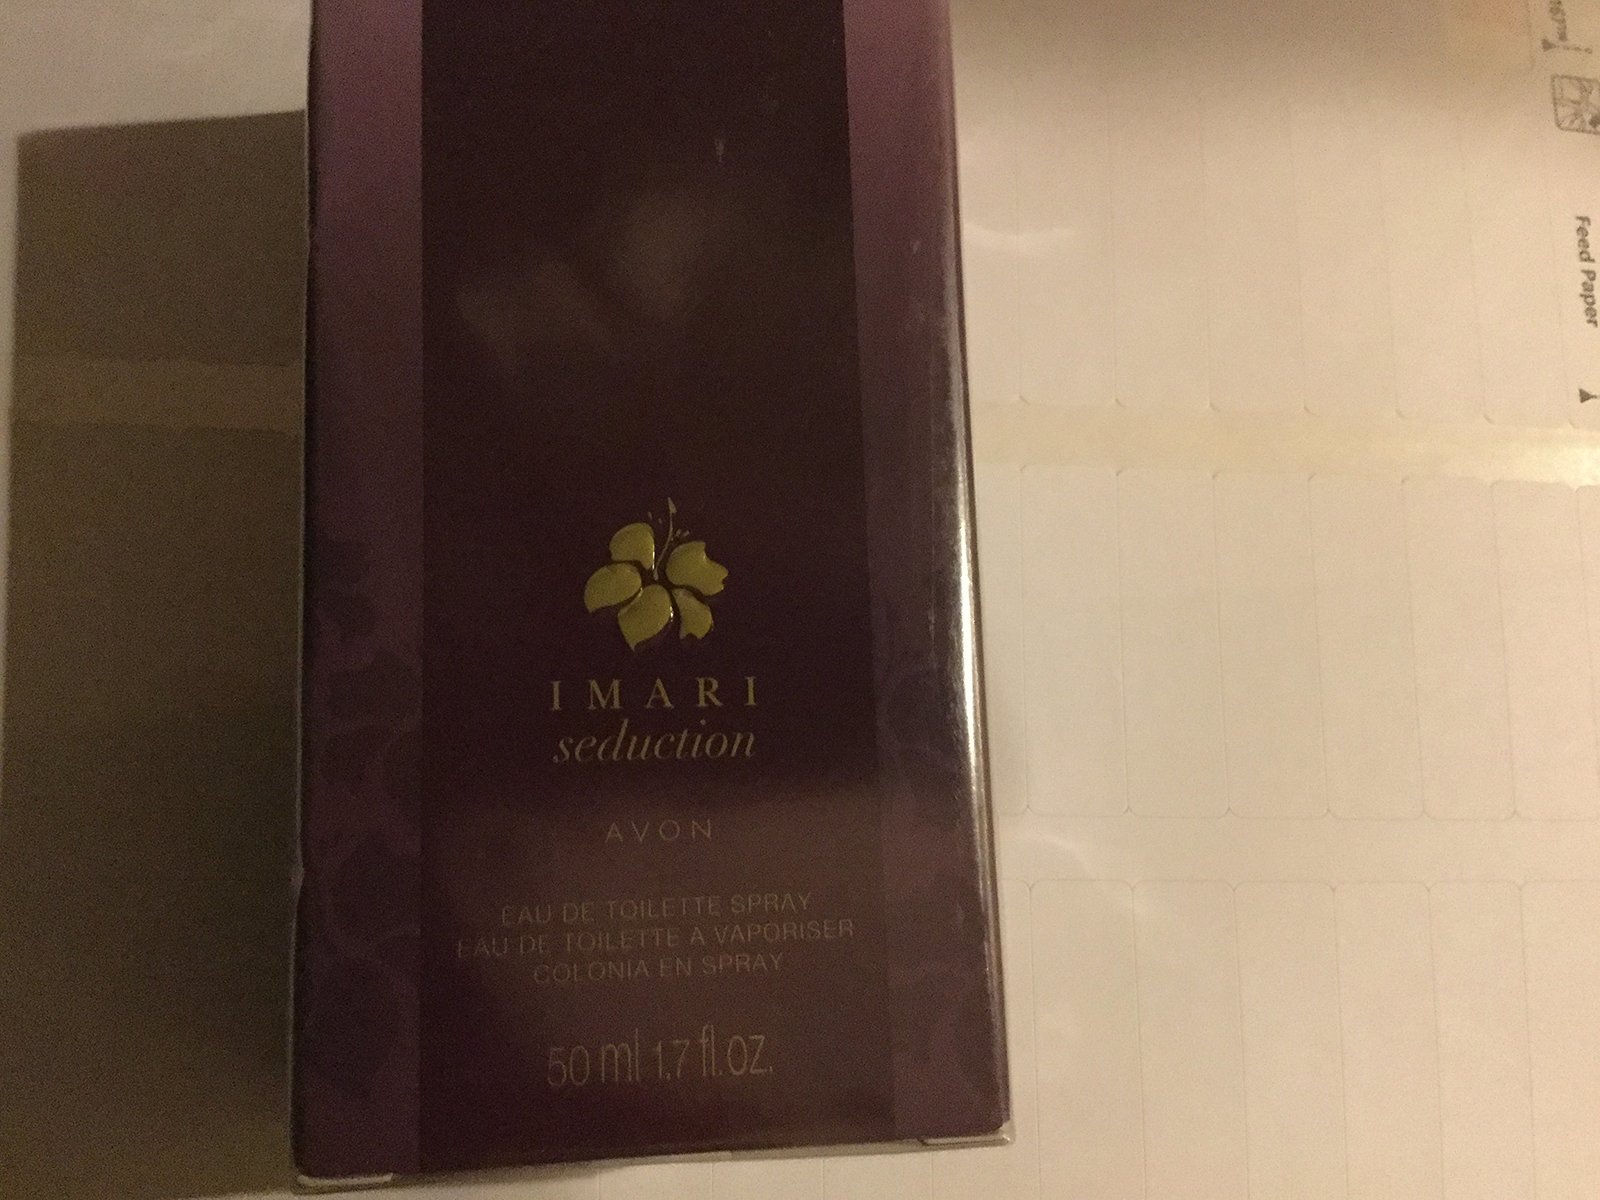 IMARI
seduction
AVON
EAU DE TOILETTE SPRAY
EAU DE TOILETTE A VAPORISER
COLONIA EN SPRAY
50 ml 1.7 fl.oz.
Feed Paper